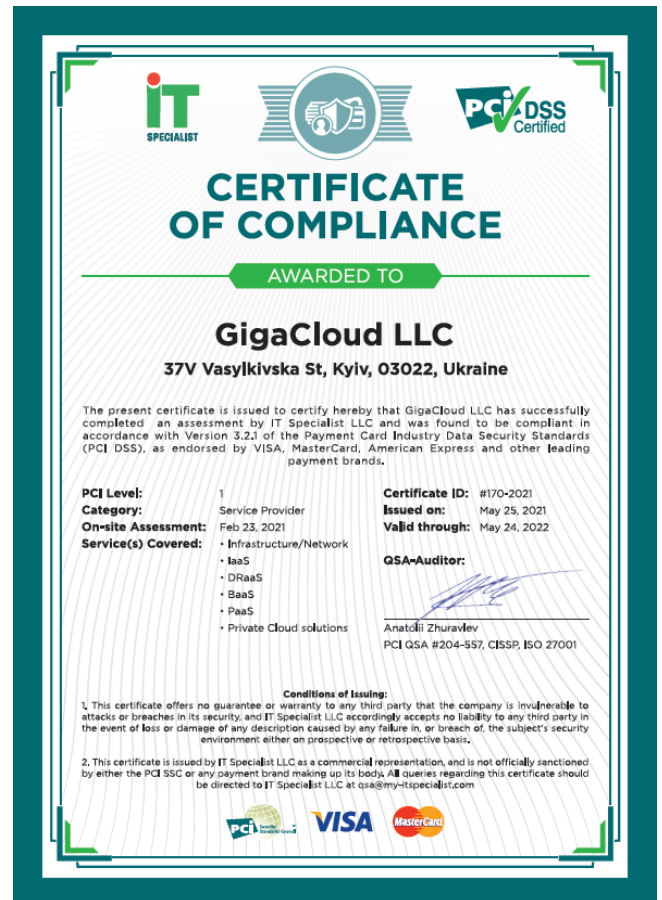 iT
SPECIALIST
PCI DSS
Certified
CERTIFICATE
OF COMPLIANCE
AWARDED TO
GigaCloud LLC
37V Vasylkivska St, Kyiv, 03022, Ukraine
The present certificate is issued to certify hereby that GigaCloud LLC has successfully
completed an assessment by IT Specialist LLC and was found to be compliant in
accordance with Version 3.2.1 of the Payment Card Industry Data Security Standards
(PCI DSS), as endorsed by VISA, MasterCard, American Express and other leading
payment brands.
PCI Level: 1
Category: Service Provider
On-site Assessment: Feb 23, 2021
Service(s) Covered: • Infrastructure/Network
• IaaS
• DRaaS
• BaaS
• PaaS
• Private Cloud solutions
Certificate ID: #170-2021
Issued on: May 25, 2021
Valid through: May 24, 2022
QSA-Auditor:
Anatolii Zhuravlev
PCI QSA #204-557, CISSP, ISO 27001
Conditions of Issuing:
1. This certificate offers no guarantee or warranty to any third party that the company is invulnerable to
attacks or breaches in its security, and IT Specialist LLC accordingly accepts no liability to any third party in
the event of loss or damage of any description caused by any failure in, or breach of, the subject's security
environment either on prospective or retrospective basis.
2. This certificate is issued by IT Specialist LLC as a commercial representation, and is not officially sanctioned
by either the PCI SSC or any payment brand making up its body. All queries regarding this certificate should
be directed to IT Specialist LLC at qsa@my-itspecialist.com
PCI Security
Standards Council
VISA
MasterCard